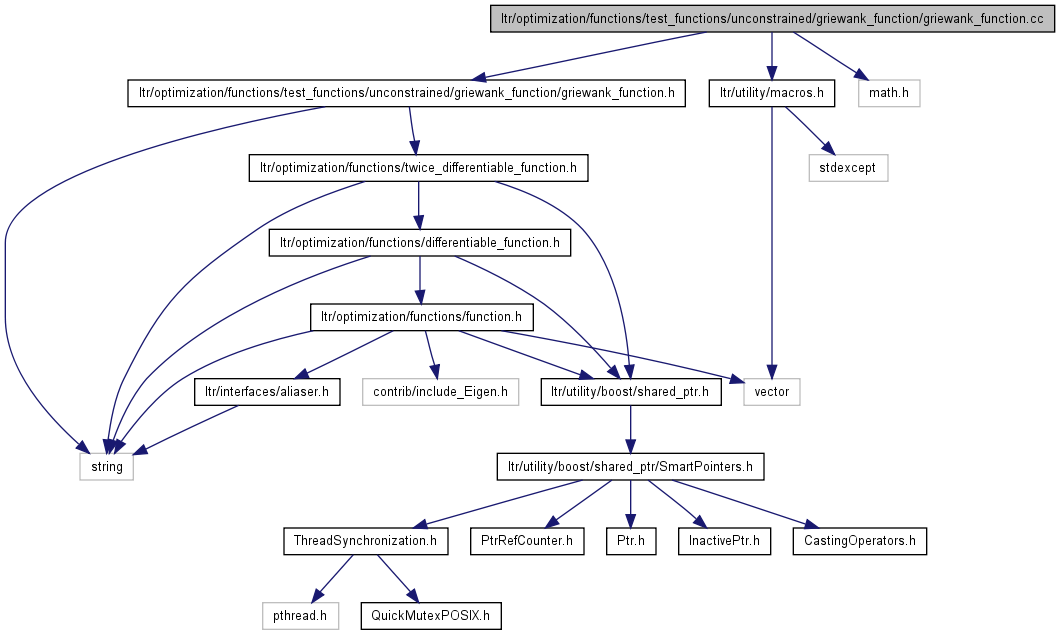 ltr/optimization/functions/test_functions/unconstrained/griewank_function/griewank_function.cc
ltr/optimization/functions/test_functions/unconstrained/griewank_function/griewank_function.h
ltr/utility/macros.h
math.h
ltr/optimization/functions/twice_differentiable_function.h
stdexcept
ltr/optimization/functions/differentiable_function.h
ltr/optimization/functions/function.h
ltr/interfaces/aliaser.h
contrib/include_Eigen.h
ltr/utility/boost/shared_ptr.h
vector
string
ltr/utility/boost/shared_ptr/SmartPointers.h
ThreadSynchronization.h
PtrRefCounter.h
Ptr.h
InactivePtr.h
CastingOperators.h
pthread.h
QuickMutexPOSIX.h